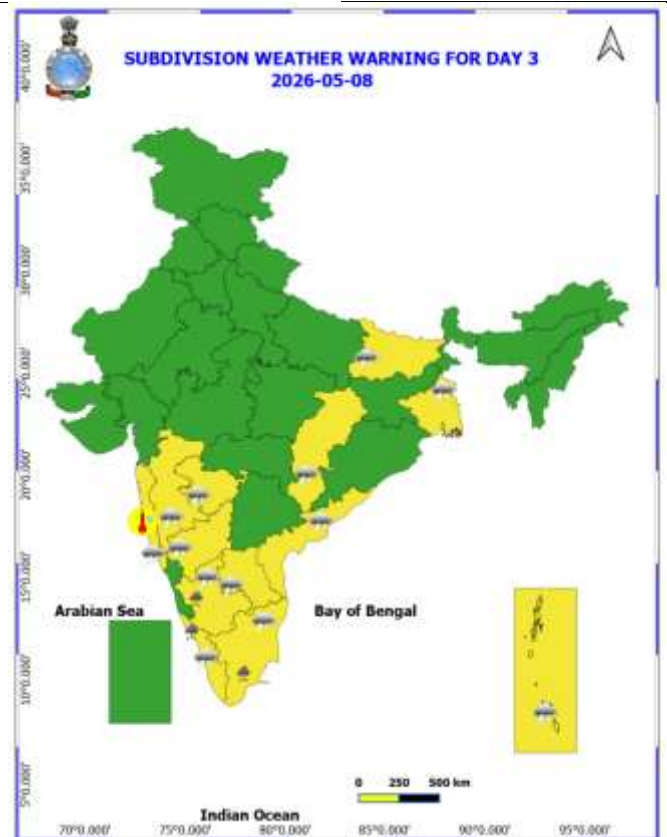 SUBDIVISION WEATHER WARNING FOR DAY 3
2026-05-08
40°0.000'
35°0.000'
30°0.000'
25°0.000'
20°0.000'
15°0.000'
10°0.000'
5°0.000'
Arabian Sea
Bay of Bengal
0 250 500 km
Indian Ocean
70°0.000' 75°0.000' 80°0.000' 85°0.000' 90°0.000' 95°0.000'